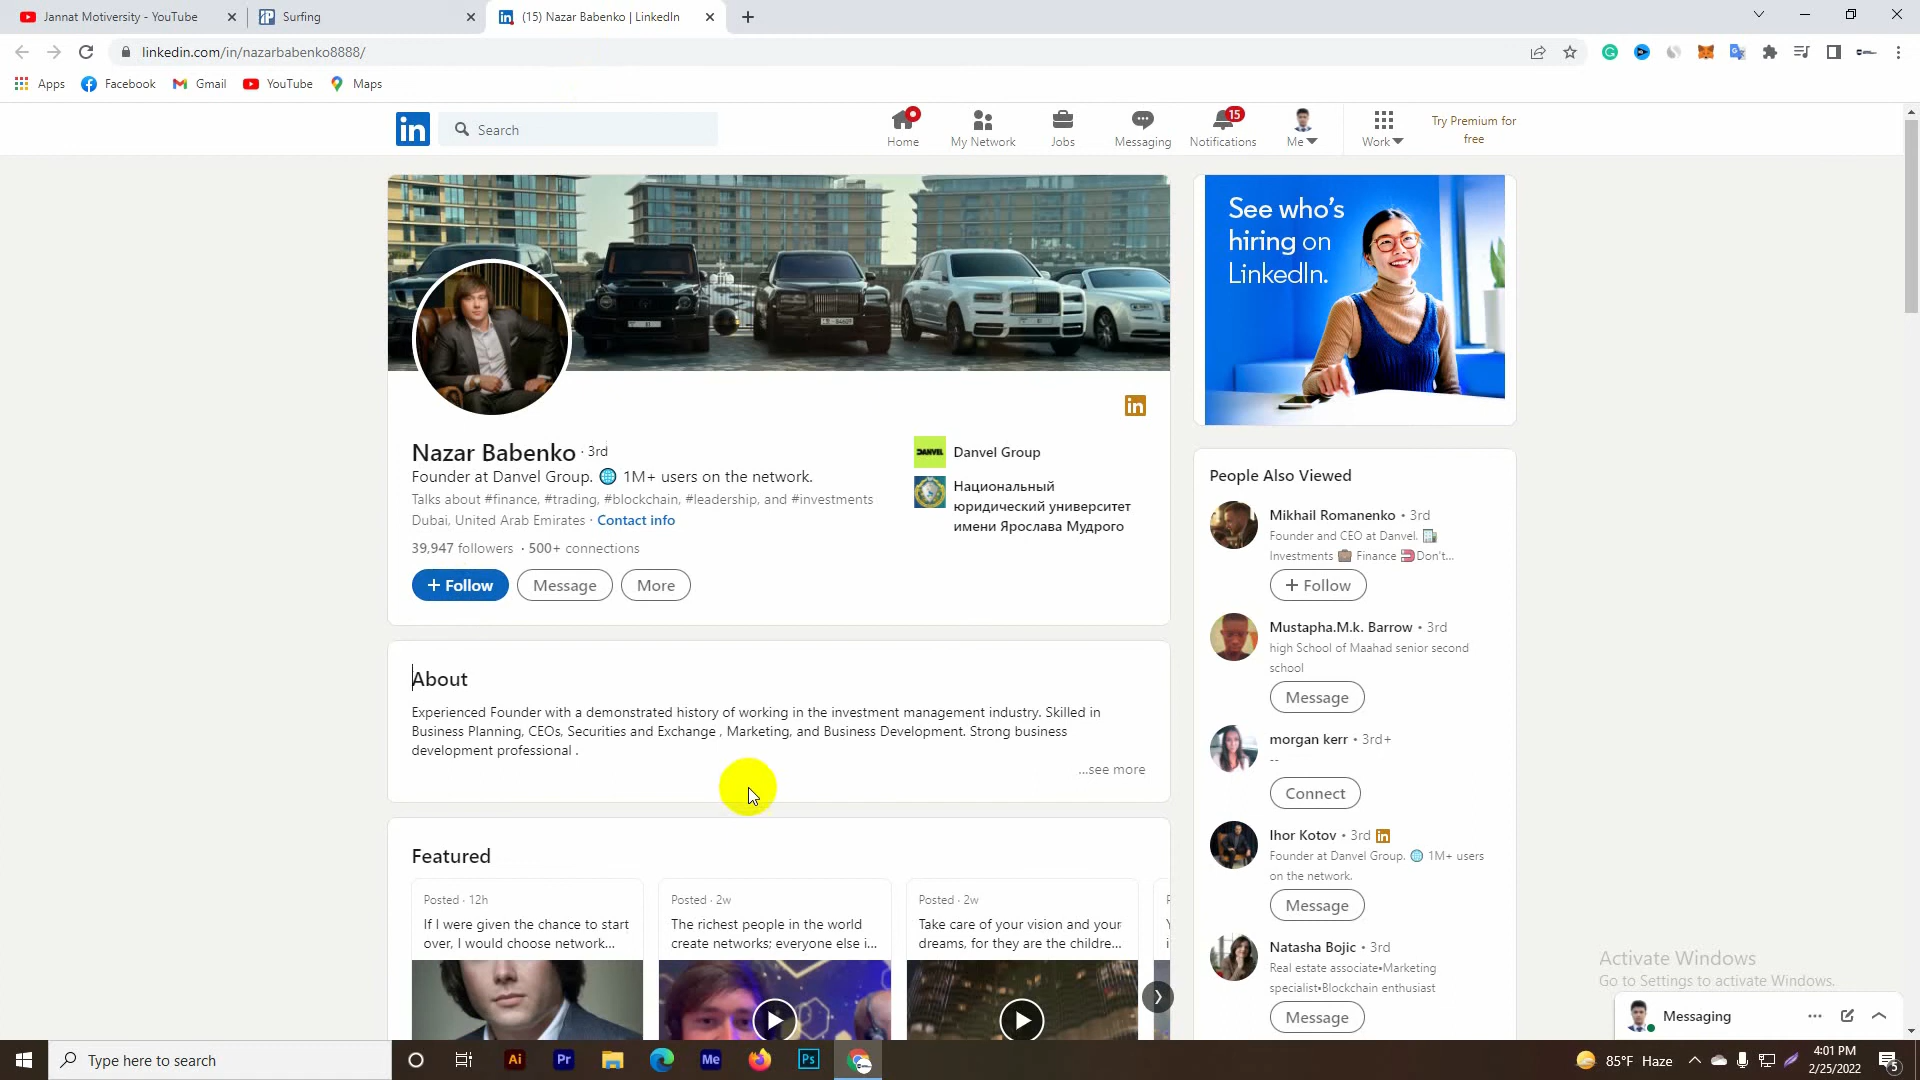 Jannat Motiversity - YouTube
Surfing
(15) Nazar Babenko | LinkedIn
linkedin.com/in/nazarbabenko8888/
Apps
Facebook
Gmail
YouTube
Maps
in
Search
Home
My Network
Jobs
Messaging
15
Notifications
Me
Work
Try Premium for
free
See who's
hiring on
LinkedIn.
in
Nazar Babenko · 3rd
Founder at Danvel Group. 🌐 1M+ users on the network.
Talks about #finance, #trading, #blockchain, #leadership, and #investments
Dubai, United Arab Emirates · Contact info
39,947 followers · 500+ connections
+ Follow
Message
More
DANVEL
Danvel Group
Национальный
юридический университет
имени Ярослава Мудрого
About
Experienced Founder with a demonstrated history of working in the investment management industry. Skilled in
Business Planning, CEOs, Securities and Exchange , Marketing, and Business Development. Strong business
development professional .
...see more
Featured
Posted · 12h
If I were given the chance to start
over, I would choose network...
Posted · 2w
The richest people in the world
create networks; everyone else i...
Posted · 2w
Take care of your vision and your
dreams, for they are the childre...
People Also Viewed
Mikhail Romanenko • 3rd
Founder and CEO at Danvel. 🏢
Investments 💼 Finance 🧲Don't...
+ Follow
Mustapha.M.k. Barrow • 3rd
high School of Maahad senior second
school
Message
morgan kerr • 3rd+
--
Connect
Ihor Kotov • 3rd in
Founder at Danvel Group. 🌐 1M+ users
on the network.
Message
Natasha Bojic • 3rd
Real estate associate•Marketing
specialist•Blockchain enthusiast
Message
Activate Windows
Go to Settings to activate Windows.
Messaging
Type here to search
Ai
Pr
Me
Ps
85°F Haze
4:01 PM
2/25/2022
5